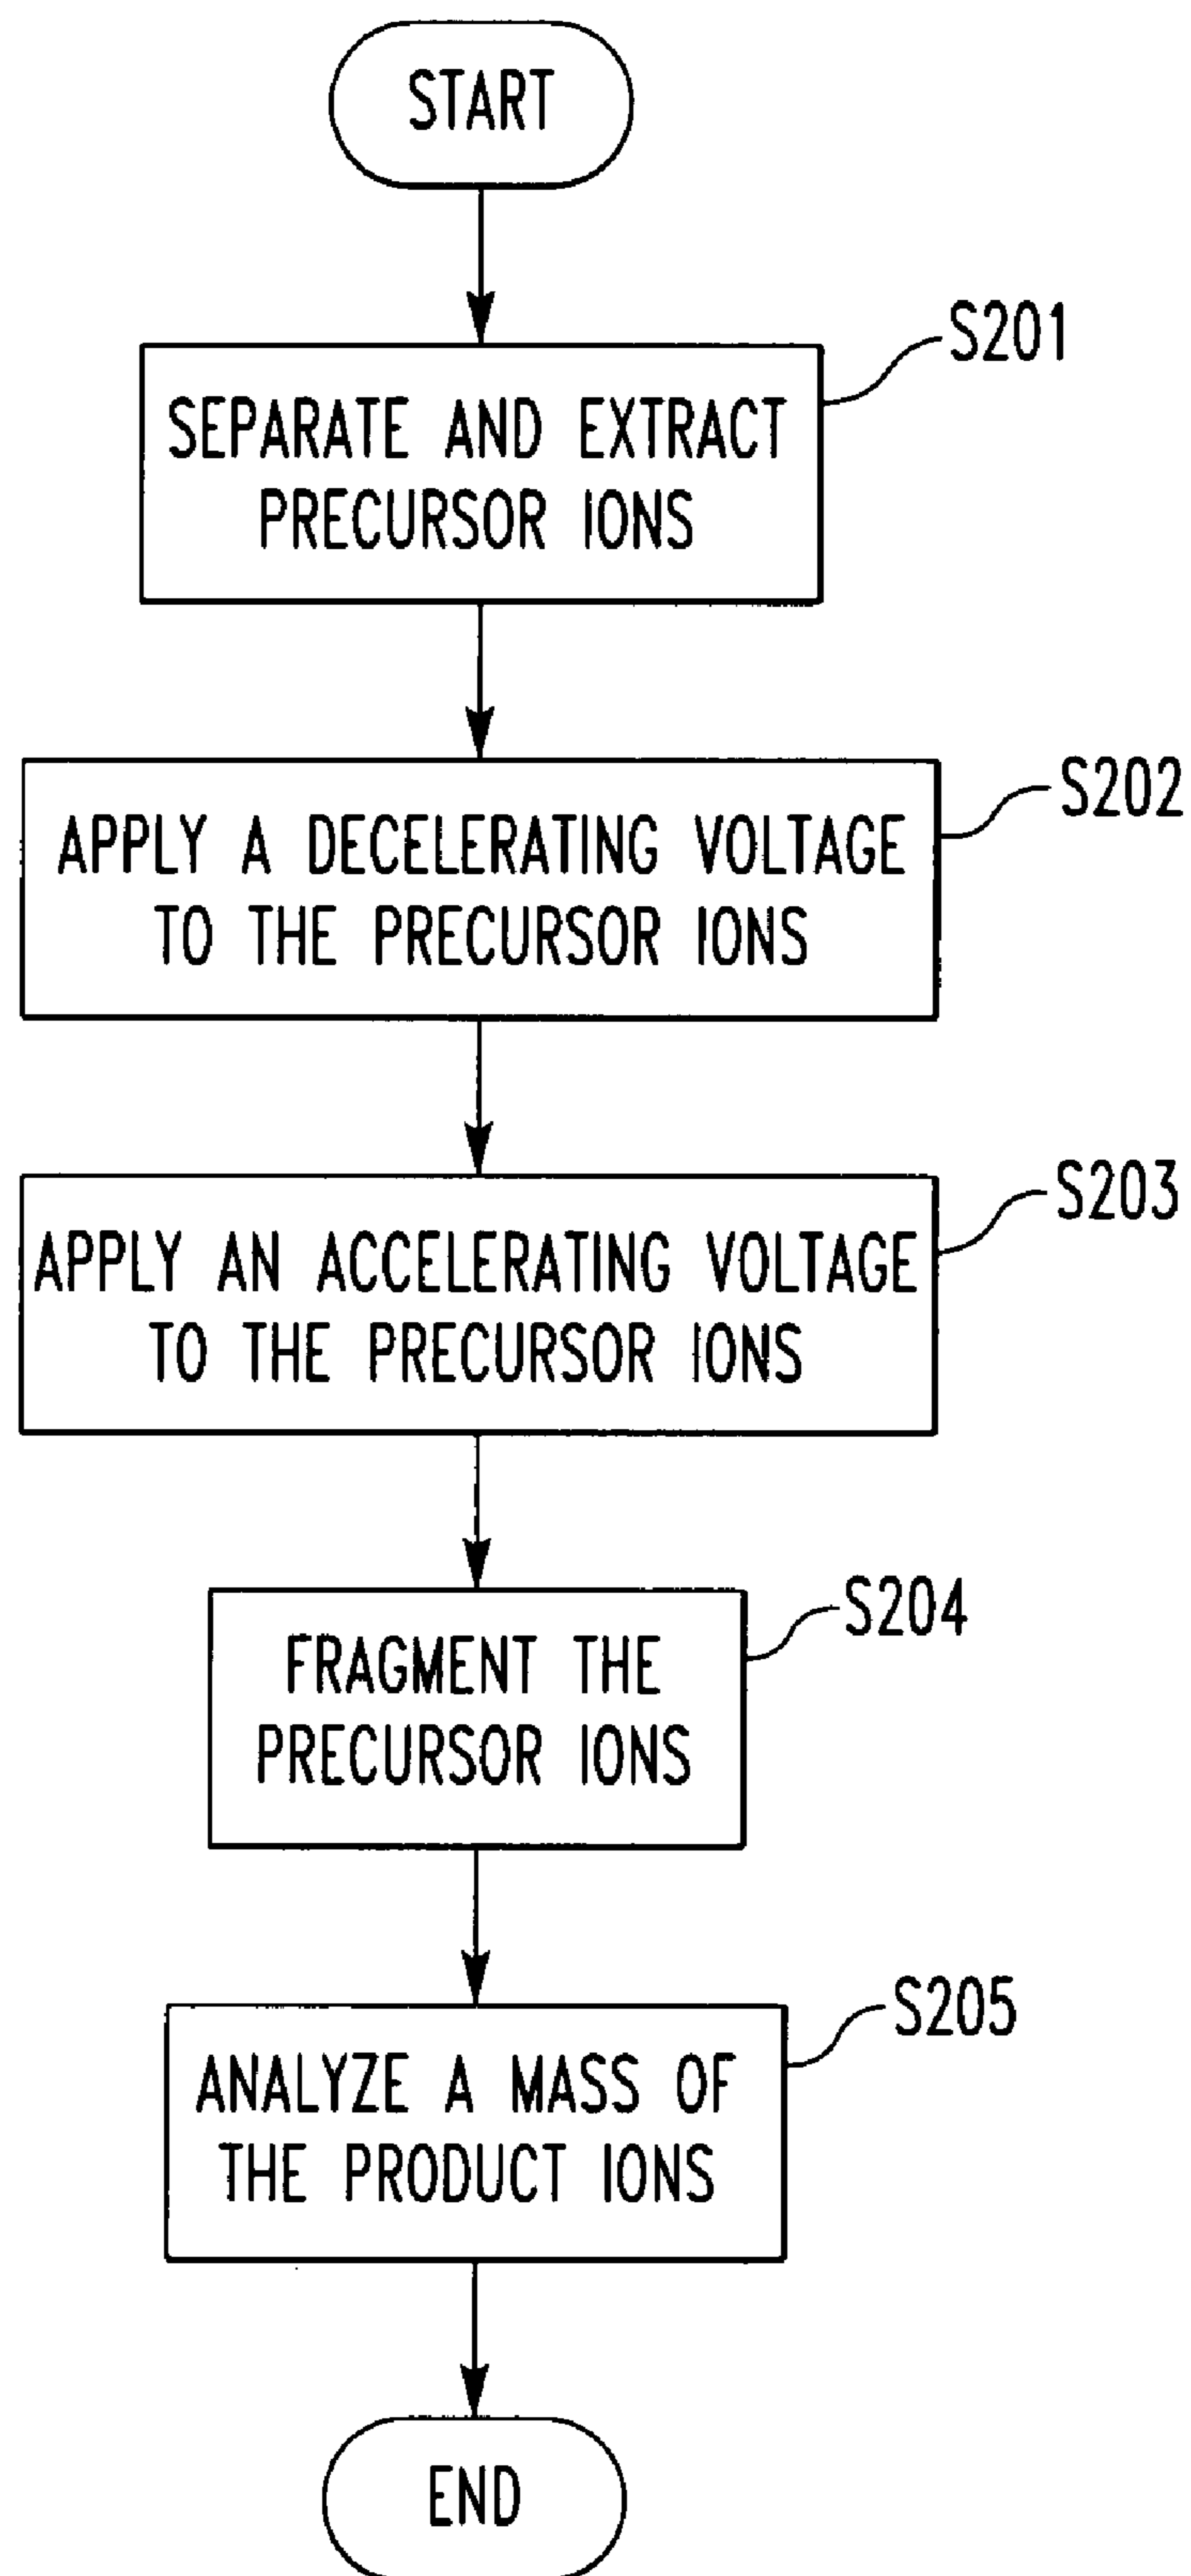 START
S201
SEPARATE AND EXTRACT
PRECURSOR IONS
S202
APPLY A DECELERATING VOLTAGE
TO THE PRECURSOR IONS
S203
APPLY AN ACCELERATING VOLTAGE
TO THE PRECURSOR IONS
S204
FRAGMENT THE
PRECURSOR IONS
S205
ANALYZE A MASS OF
THE PRODUCT IONS
END